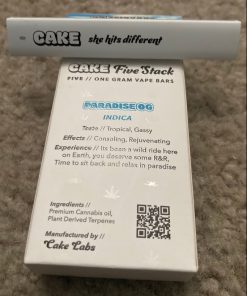 CAKE she hits different
CAKE Five Stack
FIVE // ONE GRAM VAPE BARS
PARADISE OG
INDICA
Taste // Tropical, Gassy
Effects // Consoling, Rejuvenating
Experience // Its been a wild ride here
on Earth, you deserve some R&R.
Time to sit back and relax in paradise
Ingredients //
Premium Cannabis oil,
Plant Derived Terpenes
Manufactured by //
Cake Labs